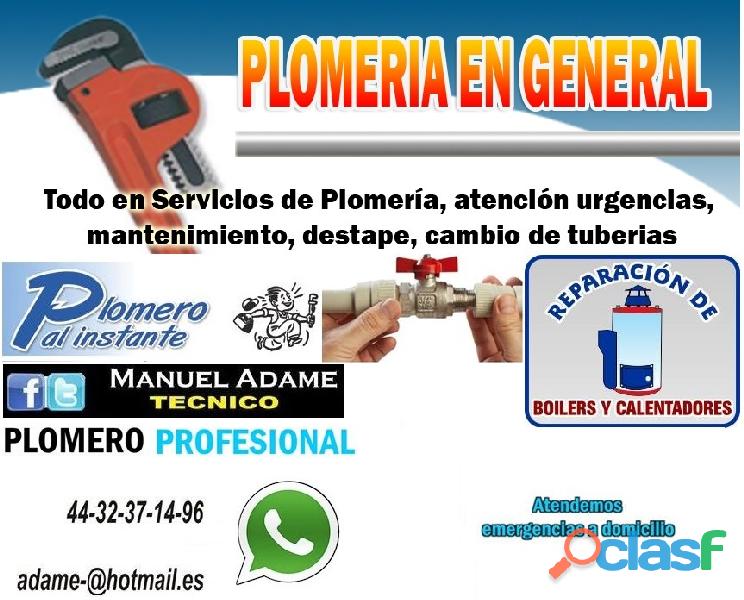 PLOMERIA EN GENERAL
Todo en Servicios de Plomería, atención urgencias,
mantenimiento, destape, cambio de tuberias
Plomero
al instante
REPARACIÓN DE
BOILERS Y CALENTADORES
f t
MANUEL ADAME
TECNICO
PLOMERO PROFESIONAL
44-32-37-14-96
adame-@hotmail.es
Atendemos
emergencias a domicilio
clasf